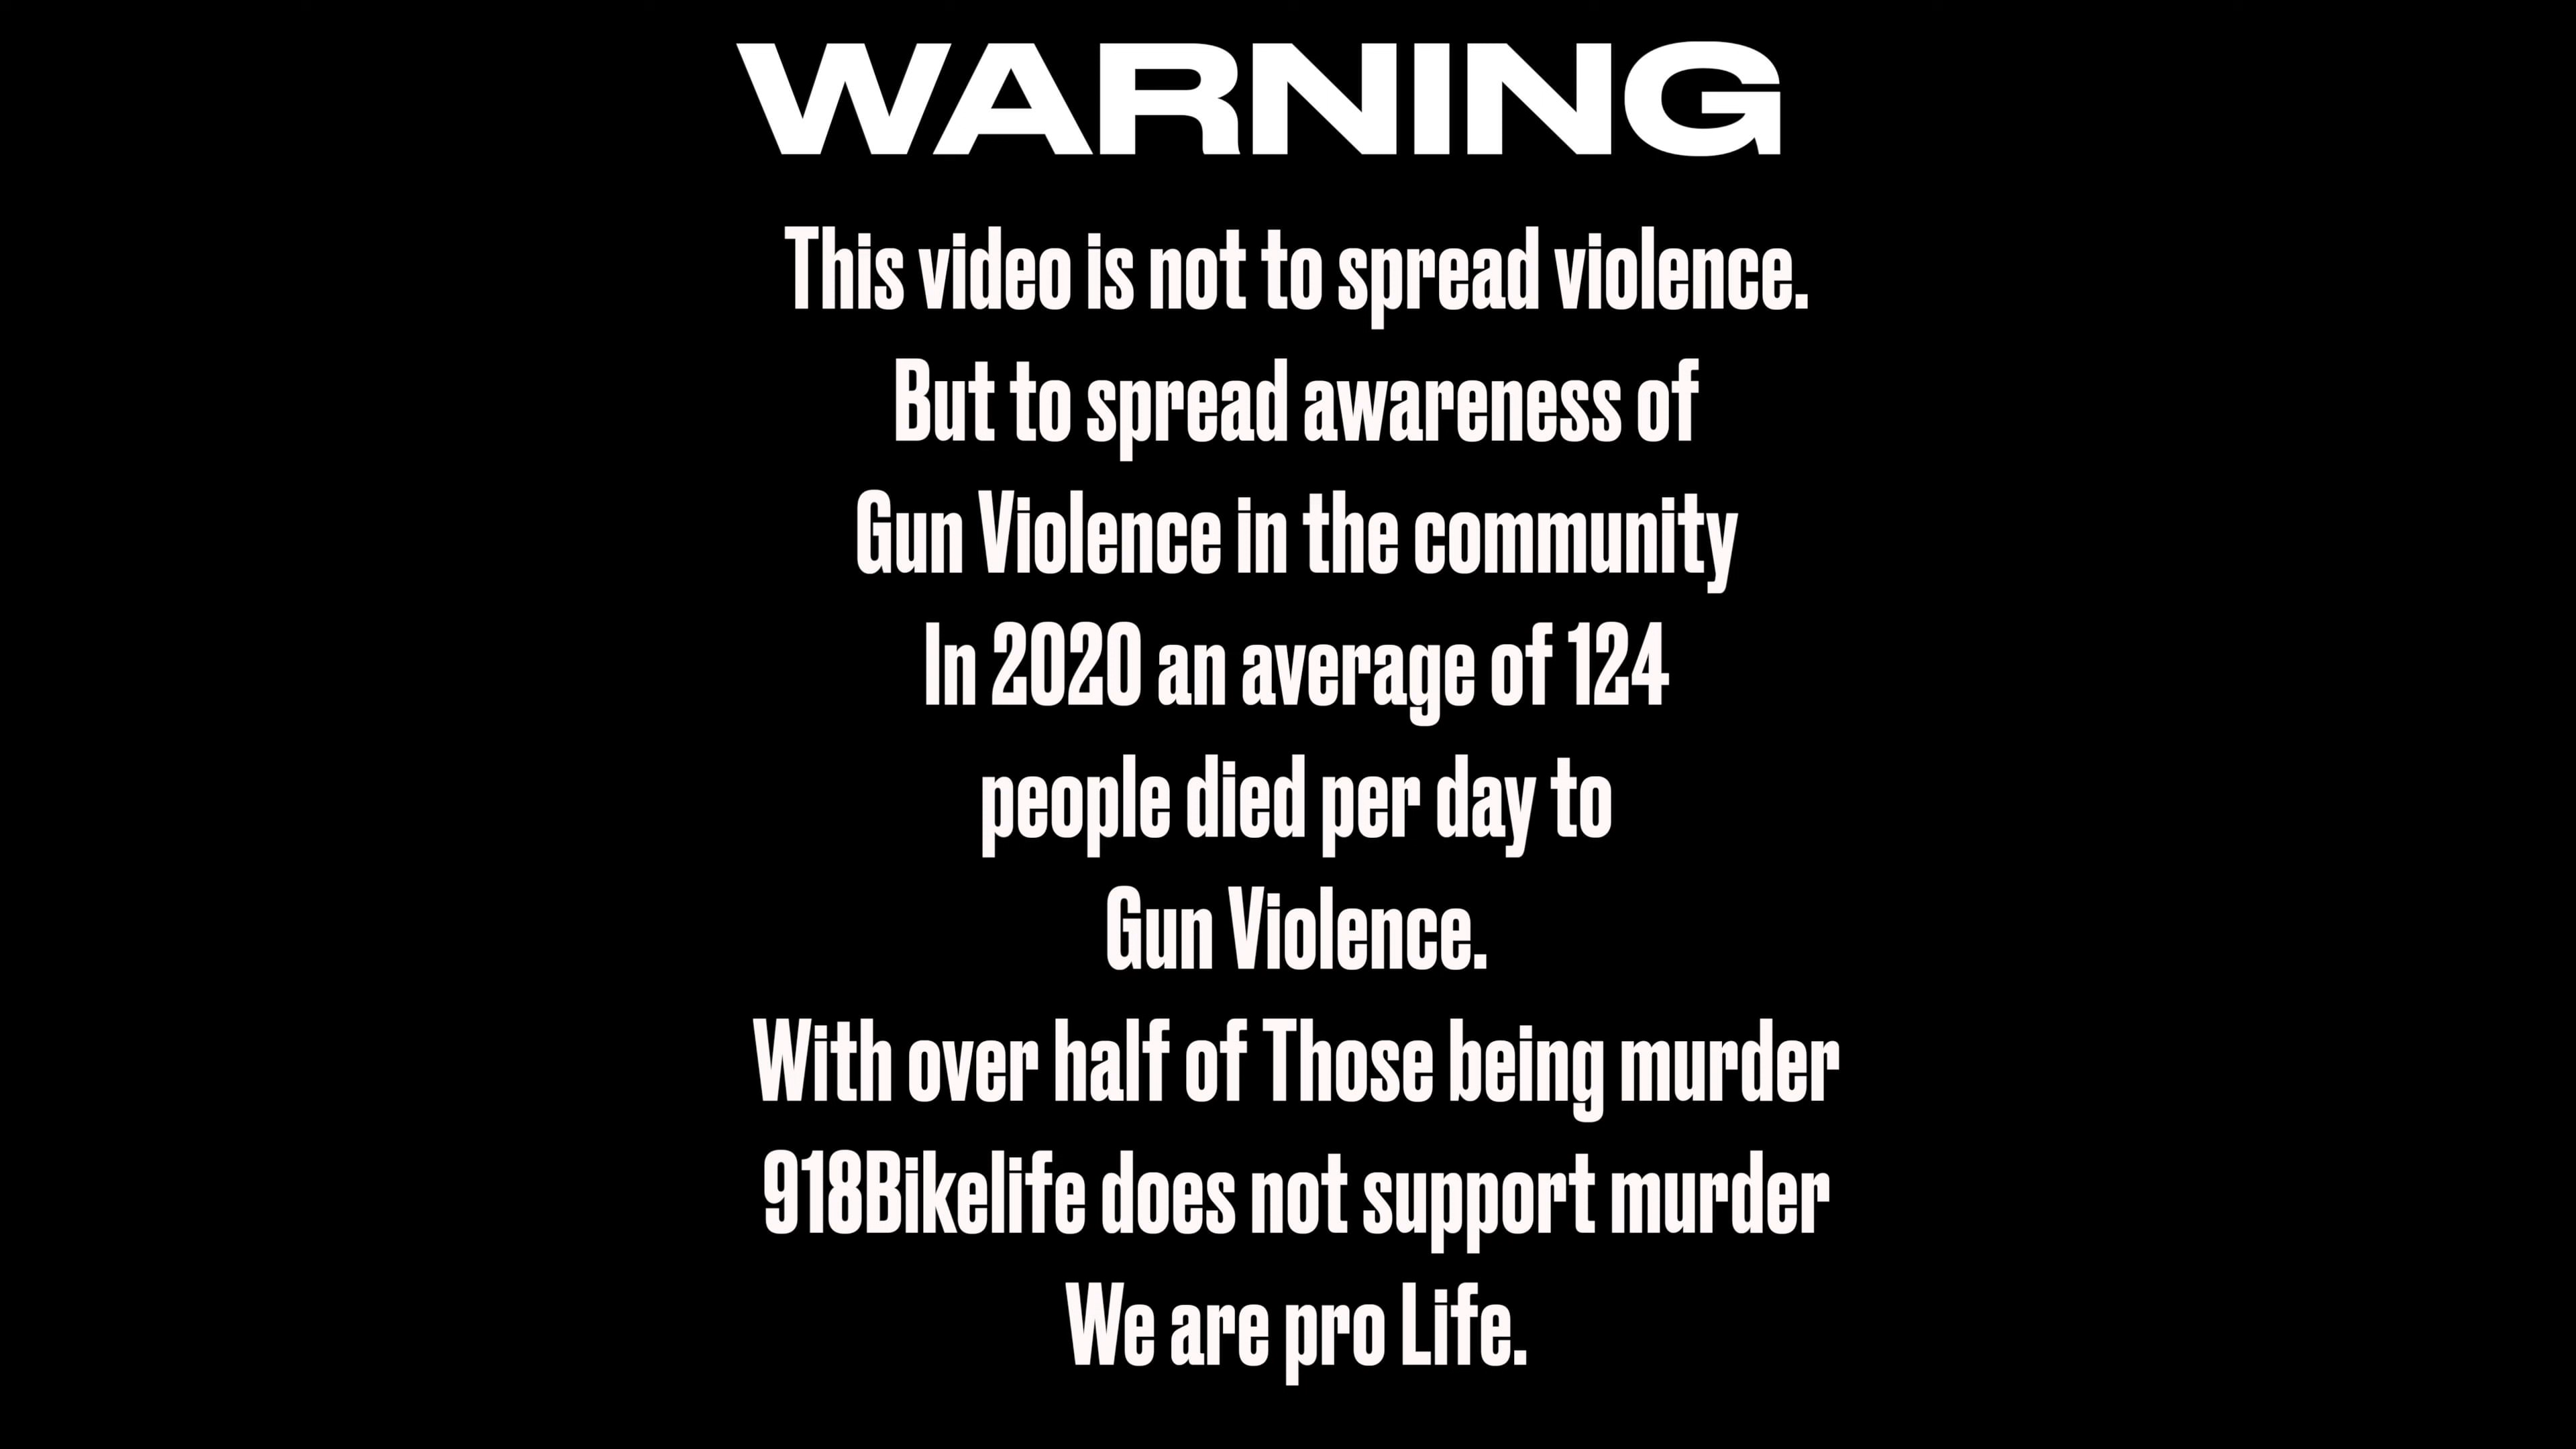 WARNING
This video is not to spread violence.
But to spread awareness of
Gun Violence in the community
In 2020 an average of 124
people died per day to
Gun Violence.
With over half of Those being murder
918Bikelife does not support murder
We are pro Life.